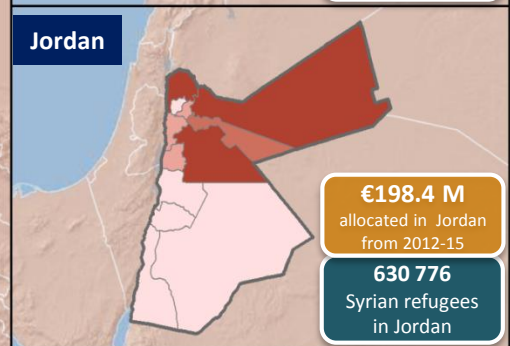 Jordan
€198.4 M
allocated in Jordan
from 2012-15
630 776
Syrian refugees
in Jordan